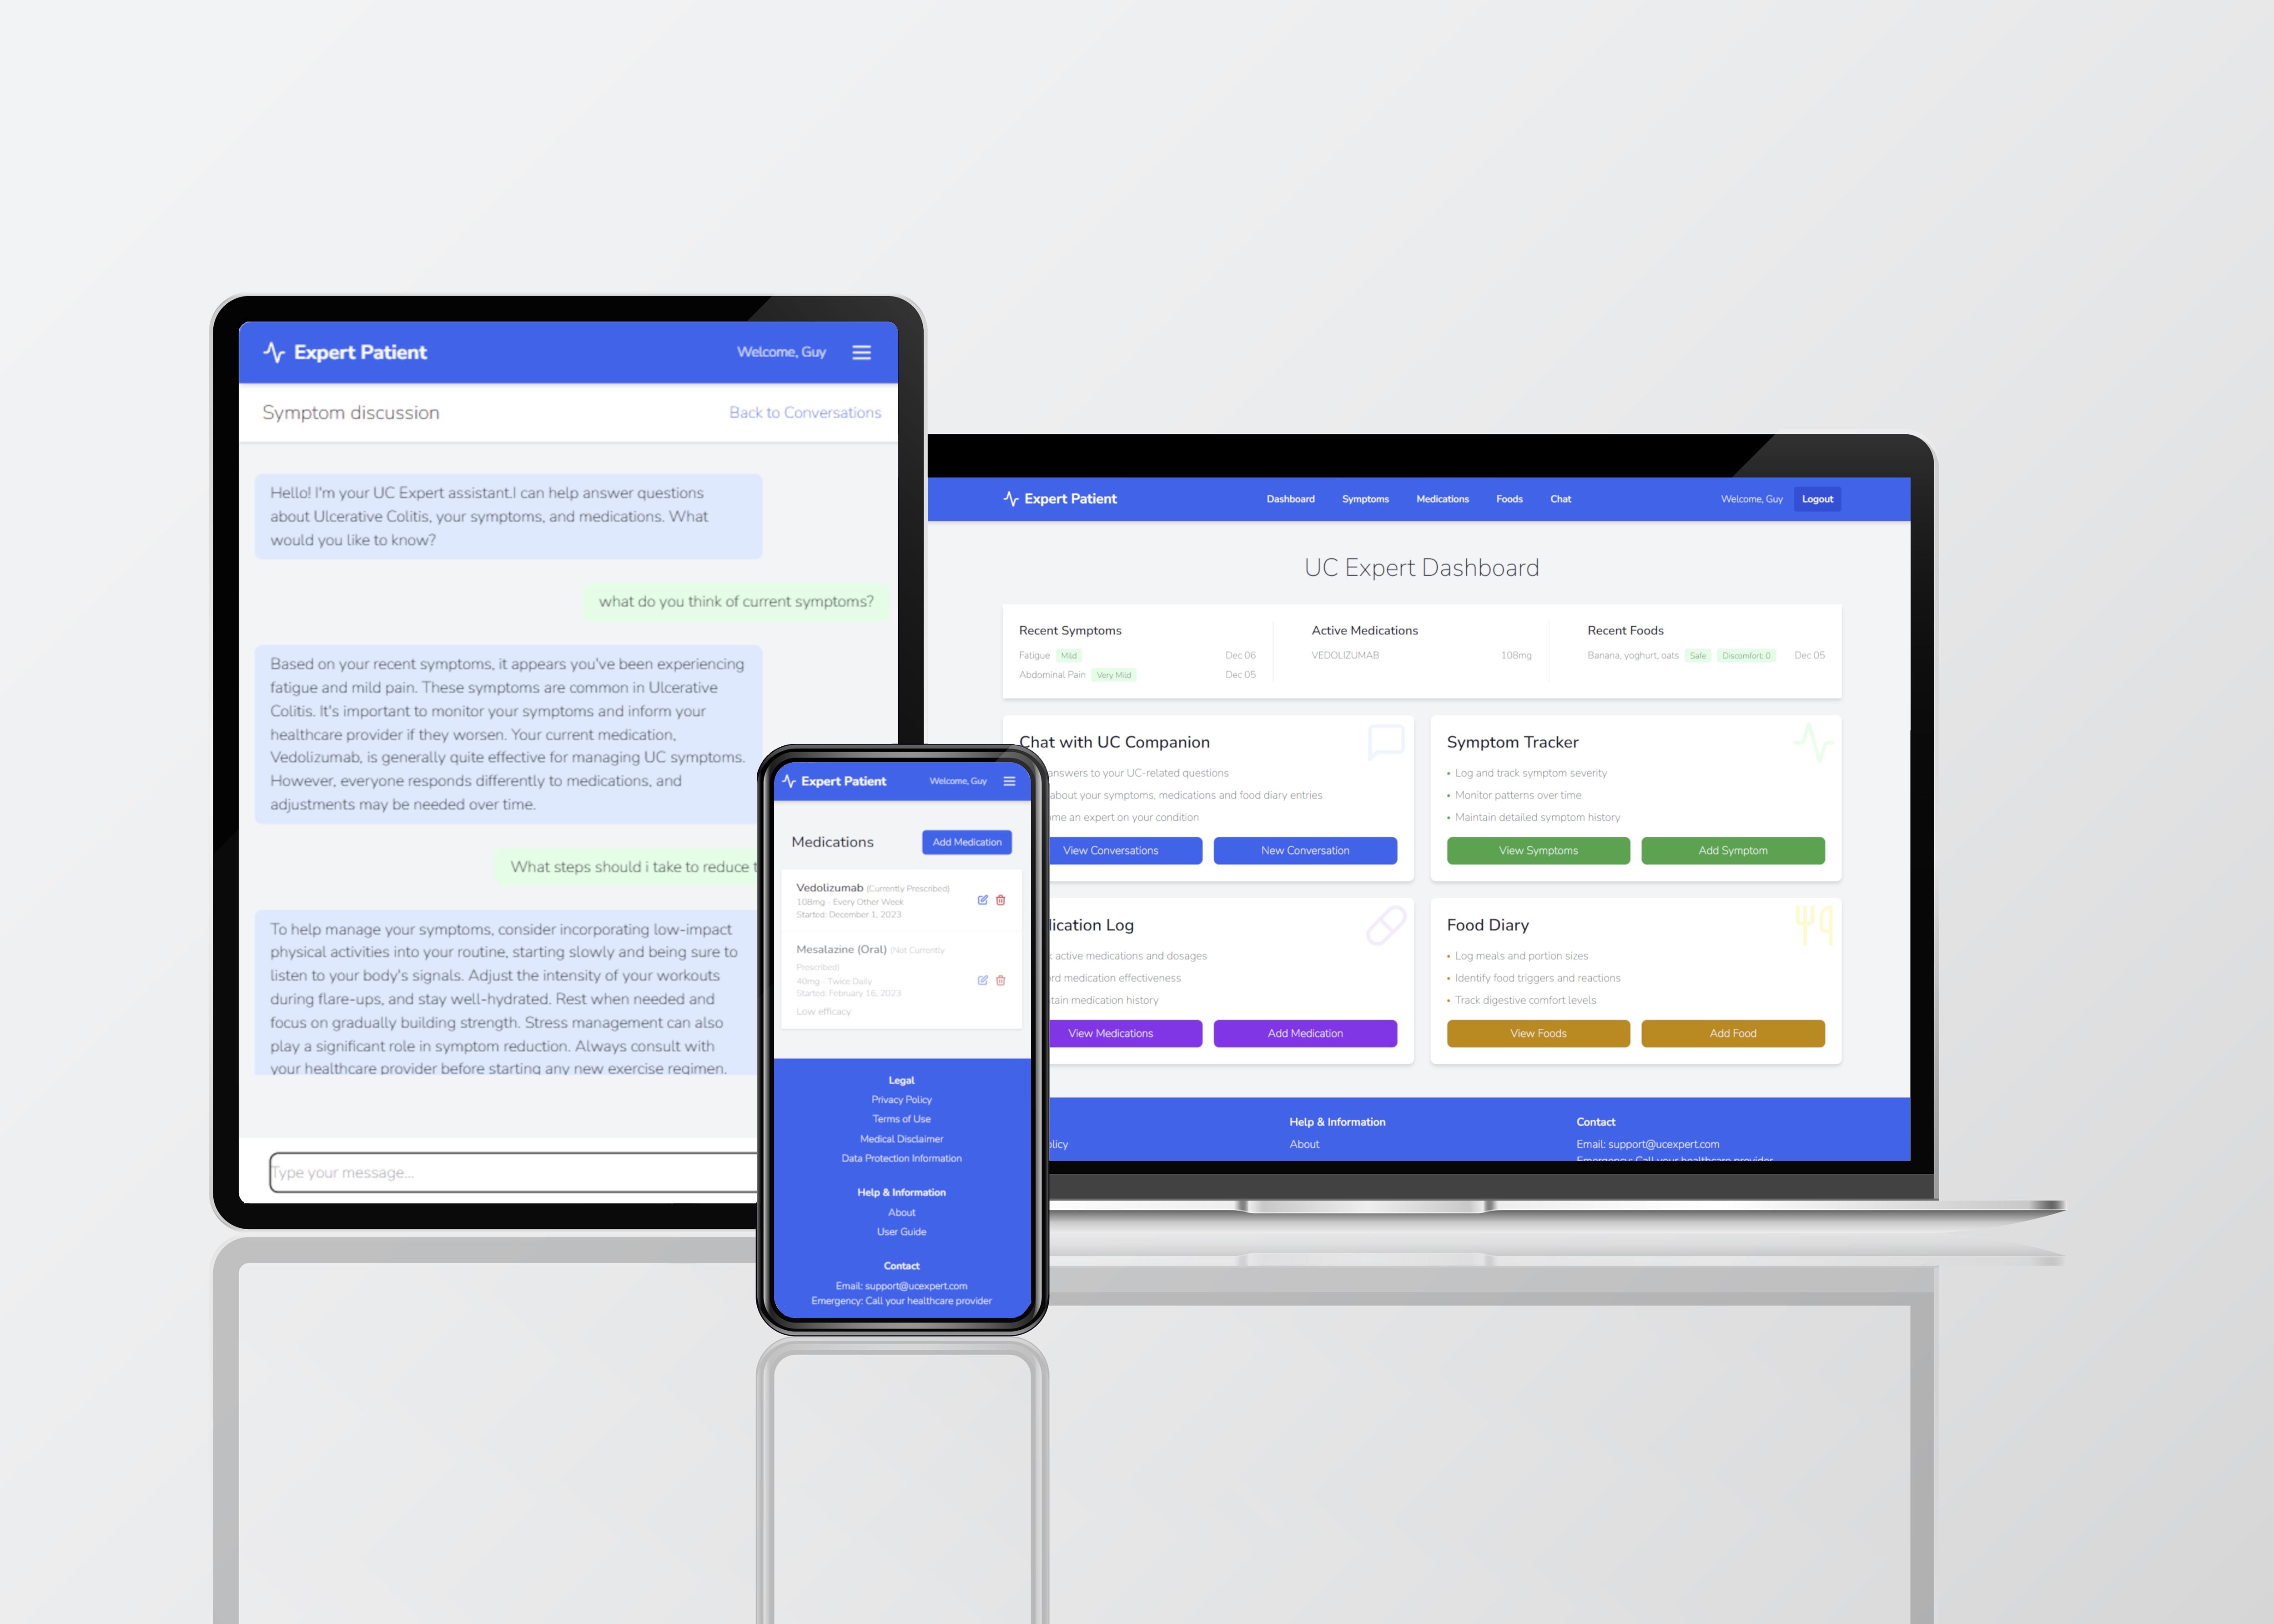 Expert Patient
Welcome, Guy
Symptom discussion
Back to Conversations
Hello! I'm your UC Expert assistant.I can help answer questions
about Ulcerative Colitis, your symptoms, and medications. What
would you like to know?
what do you think of current symptoms?
Based on your recent symptoms, it appears you've been experiencing
fatigue and mild pain. These symptoms are common in Ulcerative
Colitis. It's important to monitor your symptoms and inform your
healthcare provider if they worsen. Your current medication,
Vedolizumab, is generally quite effective for managing UC symptoms.
However, everyone responds differently to medications, and
adjustments may be needed over time.
What steps should i take to reduce
To help manage your symptoms, consider incorporating low-impact
physical activities into your routine, starting slowly and being sure to
listen to your body's signals. Adjust the intensity of your workouts
during flare-ups, and stay well-hydrated. Rest when needed and
focus on gradually building strength. Stress management can also
play a significant role in symptom reduction. Always consult with
your healthcare provider before starting any new exercise regimen.
Type your message...
Expert Patient
Welcome, Guy
Medications
Add Medication
Vedolizumab (Currently Prescribed)
108mg - Every Other Week
Started: December 1, 2023
Mesalazine (Oral) (Not Currently
Prescribed)
40mg - Twice Daily
Started: February 16, 2023
Low efficacy
Legal
Privacy Policy
Terms of Use
Medical Disclaimer
Data Protection Information
Help & Information
About
User Guide
Contact
Email: support@ucexpert.com
Emergency: Call your healthcare provider
Expert Patient
Dashboard Symptoms Medications Foods Chat
Welcome, Guy Logout
UC Expert Dashboard
Recent Symptoms
Fatigue Mild Dec 06
Abdominal Pain Very Mild Dec 05
Active Medications
VEDOLIZUMAB 108mg
Recent Foods
Banana, yoghurt, oats Safe Discomfort: 0 Dec 05
Chat with UC Companion
answers to your UC-related questions
about your symptoms, medications and food diary entries
an expert on your condition
View Conversations New Conversation
Symptom Tracker
• Log and track symptom severity
• Monitor patterns over time
• Maintain detailed symptom history
View Symptoms Add Symptom
Log
active medications and dosages
medication effectiveness
medication history
View Medications Add Medication
Food Diary
• Log meals and portion sizes
• Identify food triggers and reactions
• Track digestive comfort levels
View Foods Add Food
Help & Information
About
Contact
Email: support@ucexpert.com
Emergency: Call your healthcare provider